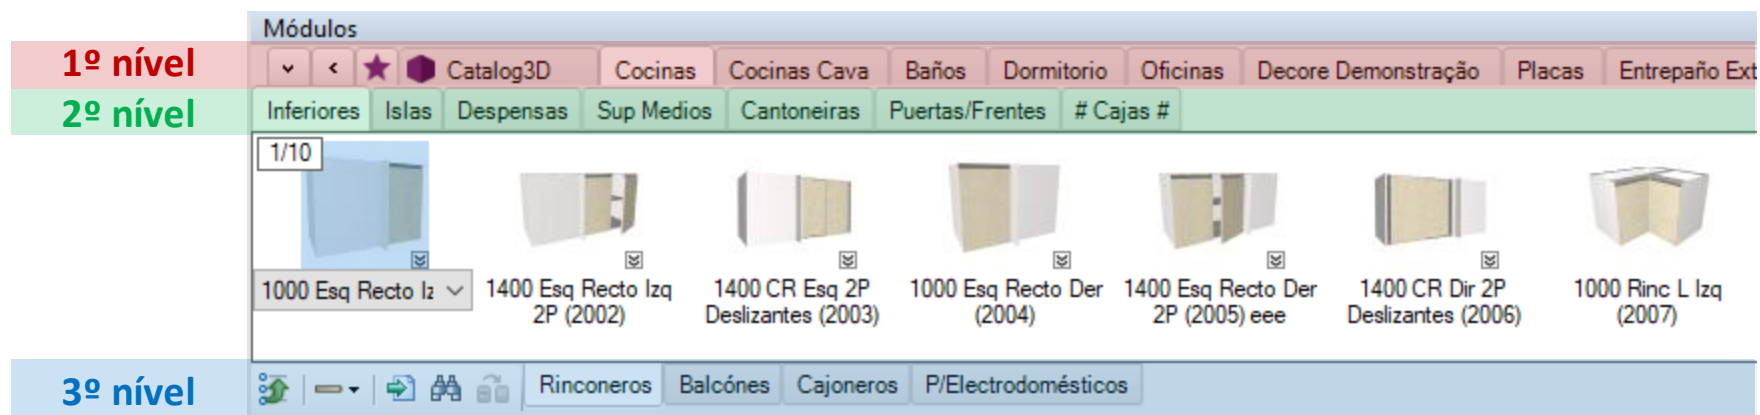 Módulos
1º nível
Catalog3D Cocinas Cocinas Cava Baños Dormitorio Oficinas Decore Demonstração Placas Entrepaño Ext
2º nível
Inferiores Islas Despensas Sup Medios Cantoneiras Puertas/Frentes # Cajas #
1/10
1000 Esq Recto Iz
1400 Esq Recto Izq
2P (2002)
1400 CR Esq 2P
Deslizantes (2003)
1000 Esq Recto Der
(2004)
1400 Esq Recto Der
2P (2005) eee
1400 CR Dir 2P
Deslizantes (2006)
1000 Rinc L Izq
(2007)
3º nível
Rinconeros Balcónes Cajoneros P/Electrodomésticos